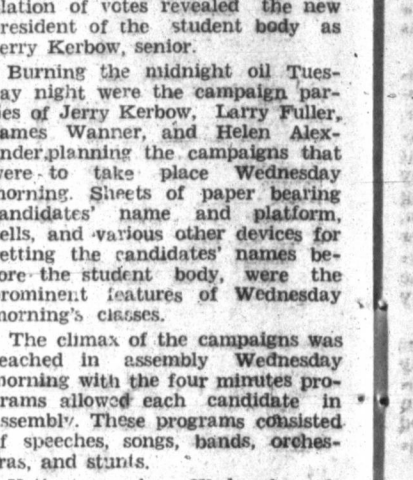 lation of votes revealed the new
resident of the student body as
erry Kerbow, senior.
Burning the midnight oil Tues-
ay night were the campaign par-
ies of Jerry Kerbow, Larry Fuller,
ames Wanner, and Helen Alex-
nder,planning the campaigns that
ere to take place Wednesday
orning. Sheets of paper bearing
andidates' name and platform,
ells, and various other devices for
etting the candidates' names be-
ore the student body, were the
rominent features of Wednesday
orning's classes.
The climax of the campaigns was
eached in assembly Wednesday
orning with the four minutes pro-
rams allowed each candidate in
ssembly. These programs consisted
f speeches, songs, bands, orches-
ras, and stunts.